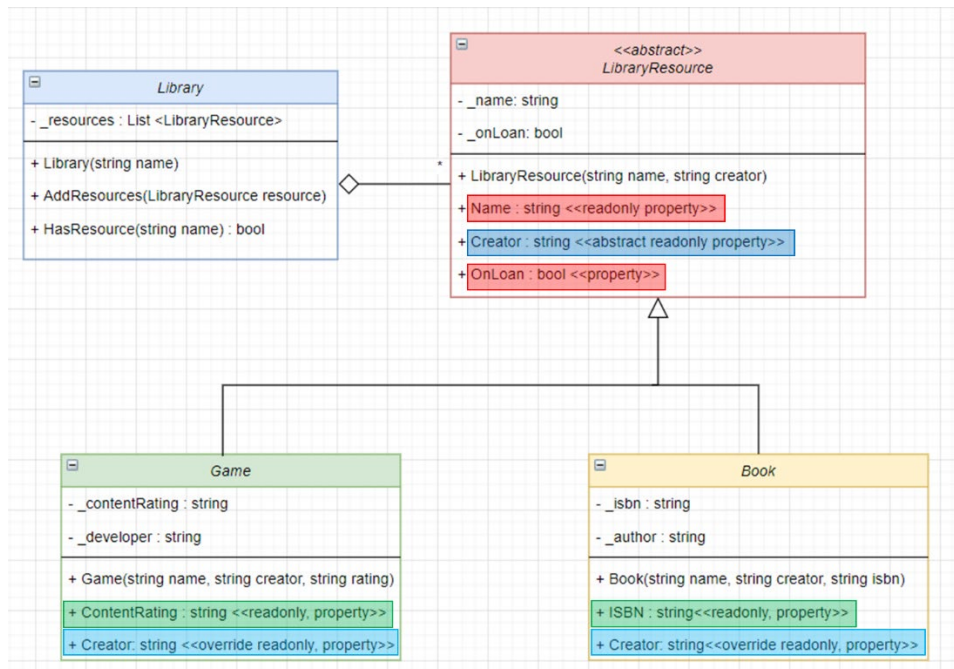 Library
- _resources : List <LibraryResource>
+ Library(string name)
+ AddResources(LibraryResource resource)
+ HasResource(string name) : bool
*
<<abstract>>
LibraryResource
- _name: string
- _onLoan: bool
+ LibraryResource(string name, string creator)
+ Name : string <<readonly property>>
+ Creator : string <<abstract readonly property>>
+ OnLoan : bool <<property>>
Game
- _contentRating : string
- _developer : string
+ Game(string name, string creator, string rating)
+ ContentRating : string <<readonly, property>>
+ Creator: string <<override readonly, property>>
Book
- _isbn : string
- _author : string
+ Book(string name, string creator, string isbn)
+ ISBN : string<<readonly, property>>
+ Creator: string<<override readonly, property>>